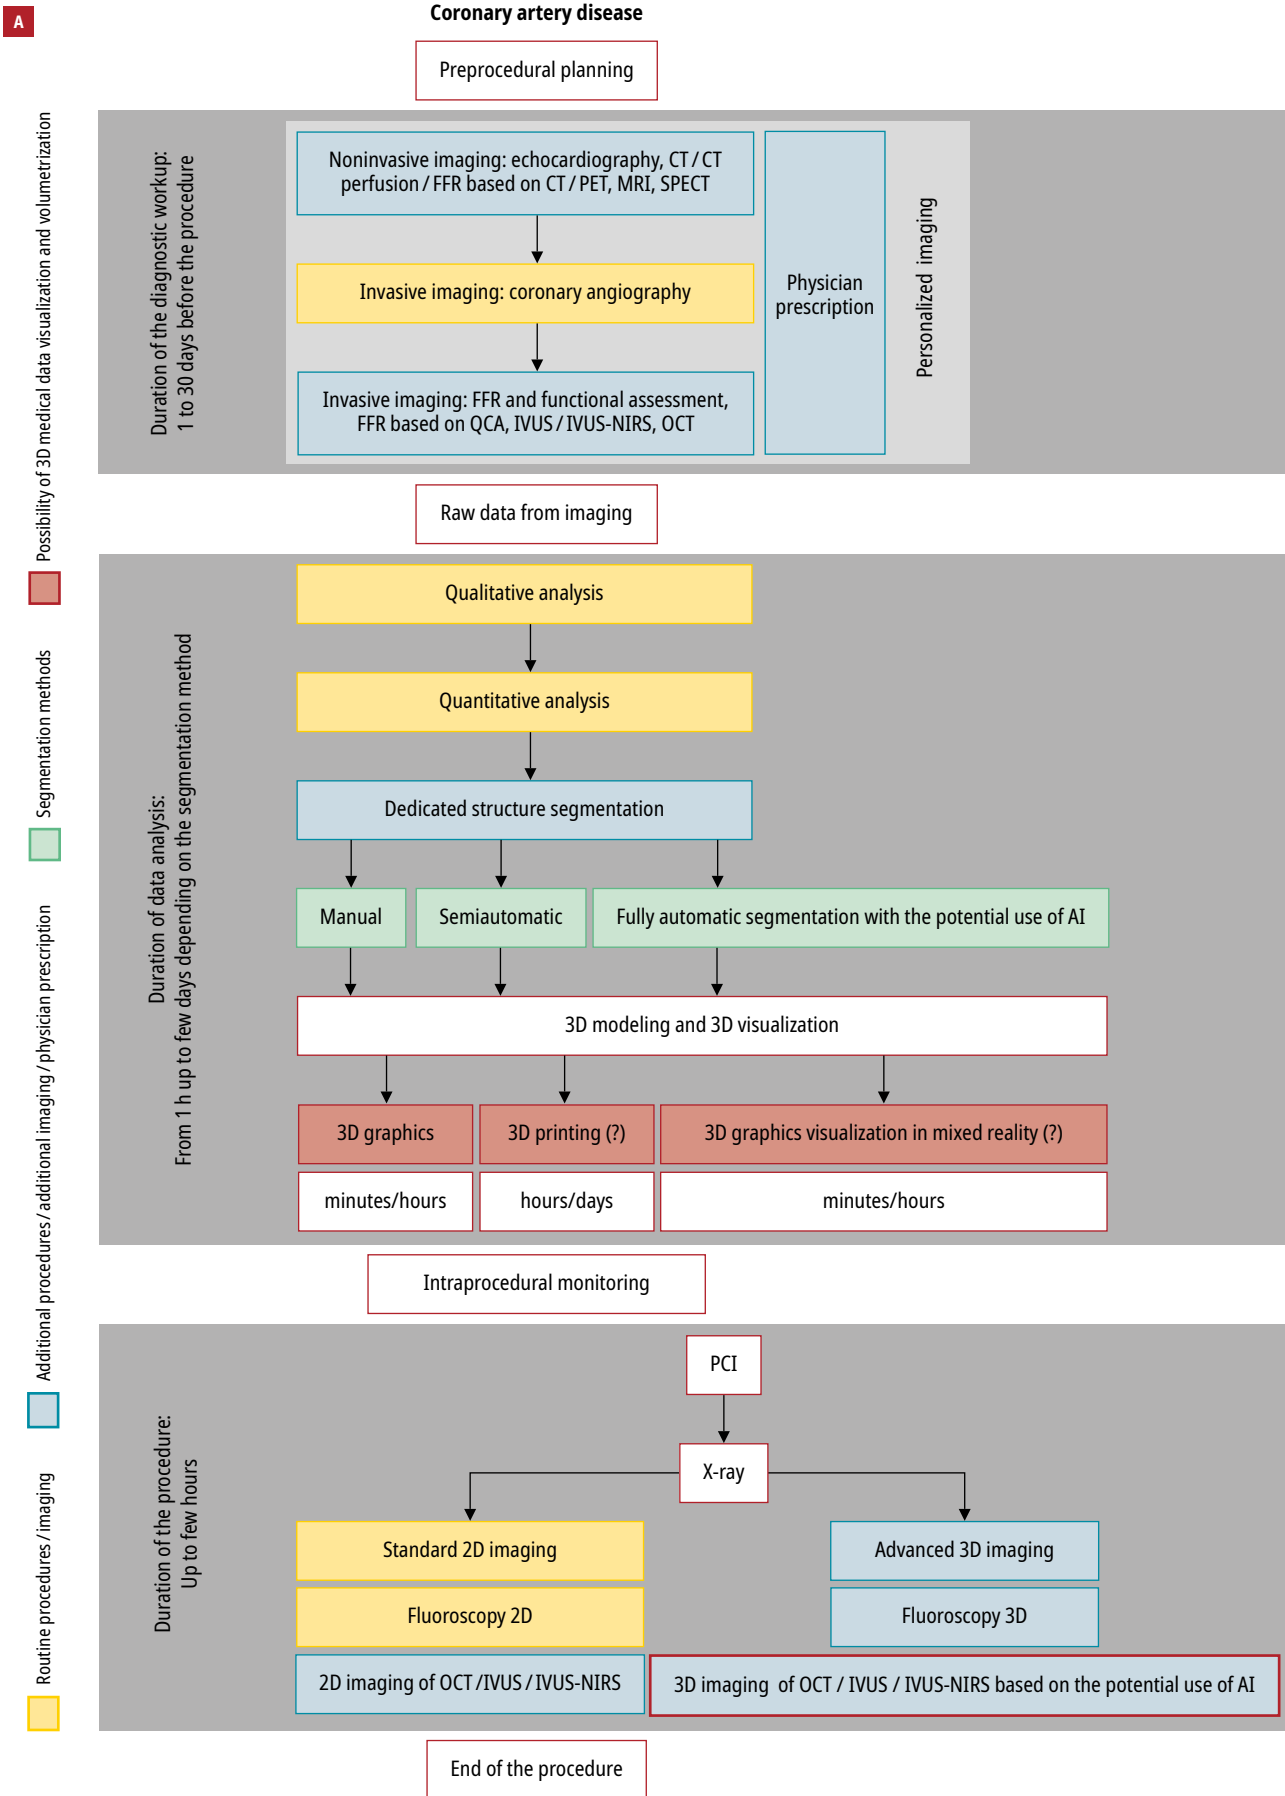 A
Coronary artery disease
Preprocedural planning
Duration of the diagnostic workup:
1 to 30 days before the procedure
Noninvasive imaging: echocardiography, CT / CT
perfusion / FFR based on CT / PET, MRI, SPECT
Invasive imaging: coronary angiography
Invasive imaging: FFR and functional assessment,
FFR based on QCA, IVUS / IVUS-NIRS, OCT
Physician
prescription
Personalized imaging
Raw data from imaging
Duration of data analysis:
From 1 h up to few days depending on the segmentation method
Qualitative analysis
Quantitative analysis
Dedicated structure segmentation
Manual
Semiautomatic
Fully automatic segmentation with the potential use of AI
3D modeling and 3D visualization
3D graphics
3D printing (?)
3D graphics visualization in mixed reality (?)
minutes/hours
hours/days
minutes/hours
Intraprocedural monitoring
Duration of the procedure:
Up to few hours
PCI
X-ray
Standard 2D imaging
Advanced 3D imaging
Fluoroscopy 2D
Fluoroscopy 3D
2D imaging of OCT / IVUS / IVUS-NIRS
3D imaging of OCT / IVUS / IVUS-NIRS based on the potential use of AI
End of the procedure
Routine procedures / imaging
Additional procedures / additional imaging / physician prescription
Segmentation methods
Possibility of 3D medical data visualization and volumetrization